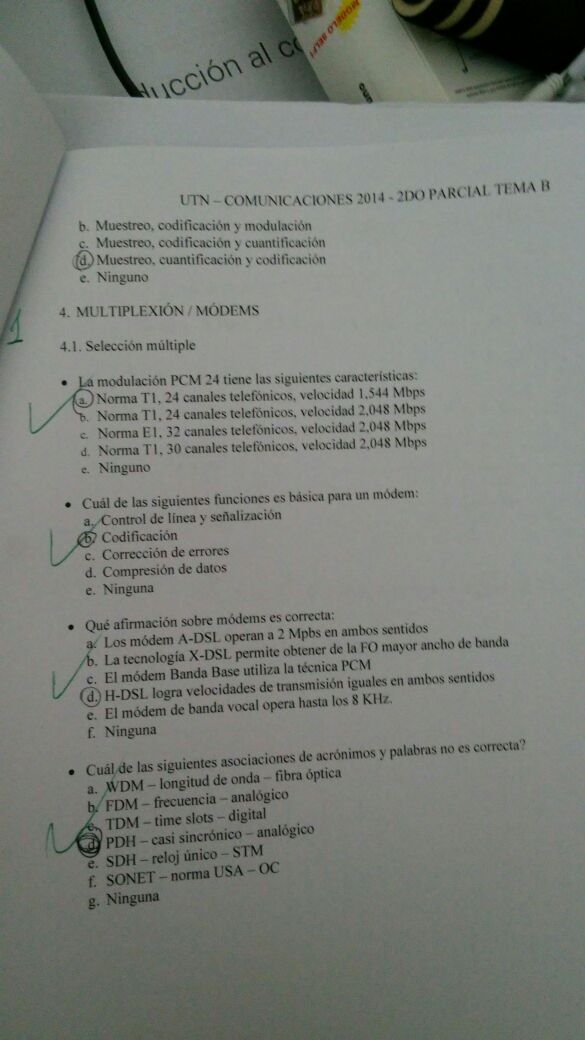 ucción al co
MODELO SELF
UTN – COMUNICACIONES 2014 - 2DO PARCIAL TEMA B
b. Muestreo, codificación y modulación
c. Muestreo, codificación y cuantificación
d. Muestreo, cuantificación y codificación
e. Ninguno
4. MULTIPLEXIÓN / MÓDEMS
1
4.1. Selección múltiple
• La modulación PCM 24 tiene las siguientes características:
a. Norma T1, 24 canales telefónicos, velocidad 1,544 Mbps
b. Norma T1, 24 canales telefónicos, velocidad 2,048 Mbps
c. Norma E1, 32 canales telefónicos, velocidad 2,048 Mbps
d. Norma T1, 30 canales telefónicos, velocidad 2,048 Mbps
e. Ninguno
• Cuál de las siguientes funciones es básica para un módem:
a. Control de línea y señalización
b. Codificación
c. Corrección de errores
d. Compresión de datos
e. Ninguna
• Qué afirmación sobre módems es correcta:
a. Los módem A-DSL operan a 2 Mpbs en ambos sentidos
b. La tecnología X-DSL permite obtener de la FO mayor ancho de banda
c. El módem Banda Base utiliza la técnica PCM
d. H-DSL logra velocidades de transmisión iguales en ambos sentidos
e. El módem de banda vocal opera hasta los 8 KHz.
f. Ninguna
• Cuál de las siguientes asociaciones de acrónimos y palabras no es correcta?
a. WDM – longitud de onda – fibra óptica
b. FDM – frecuencia – analógico
c. TDM – time slots – digital
d. PDH – casi sincrónico – analógico
e. SDH – reloj único – STM
f. SONET – norma USA – OC
g. Ninguna